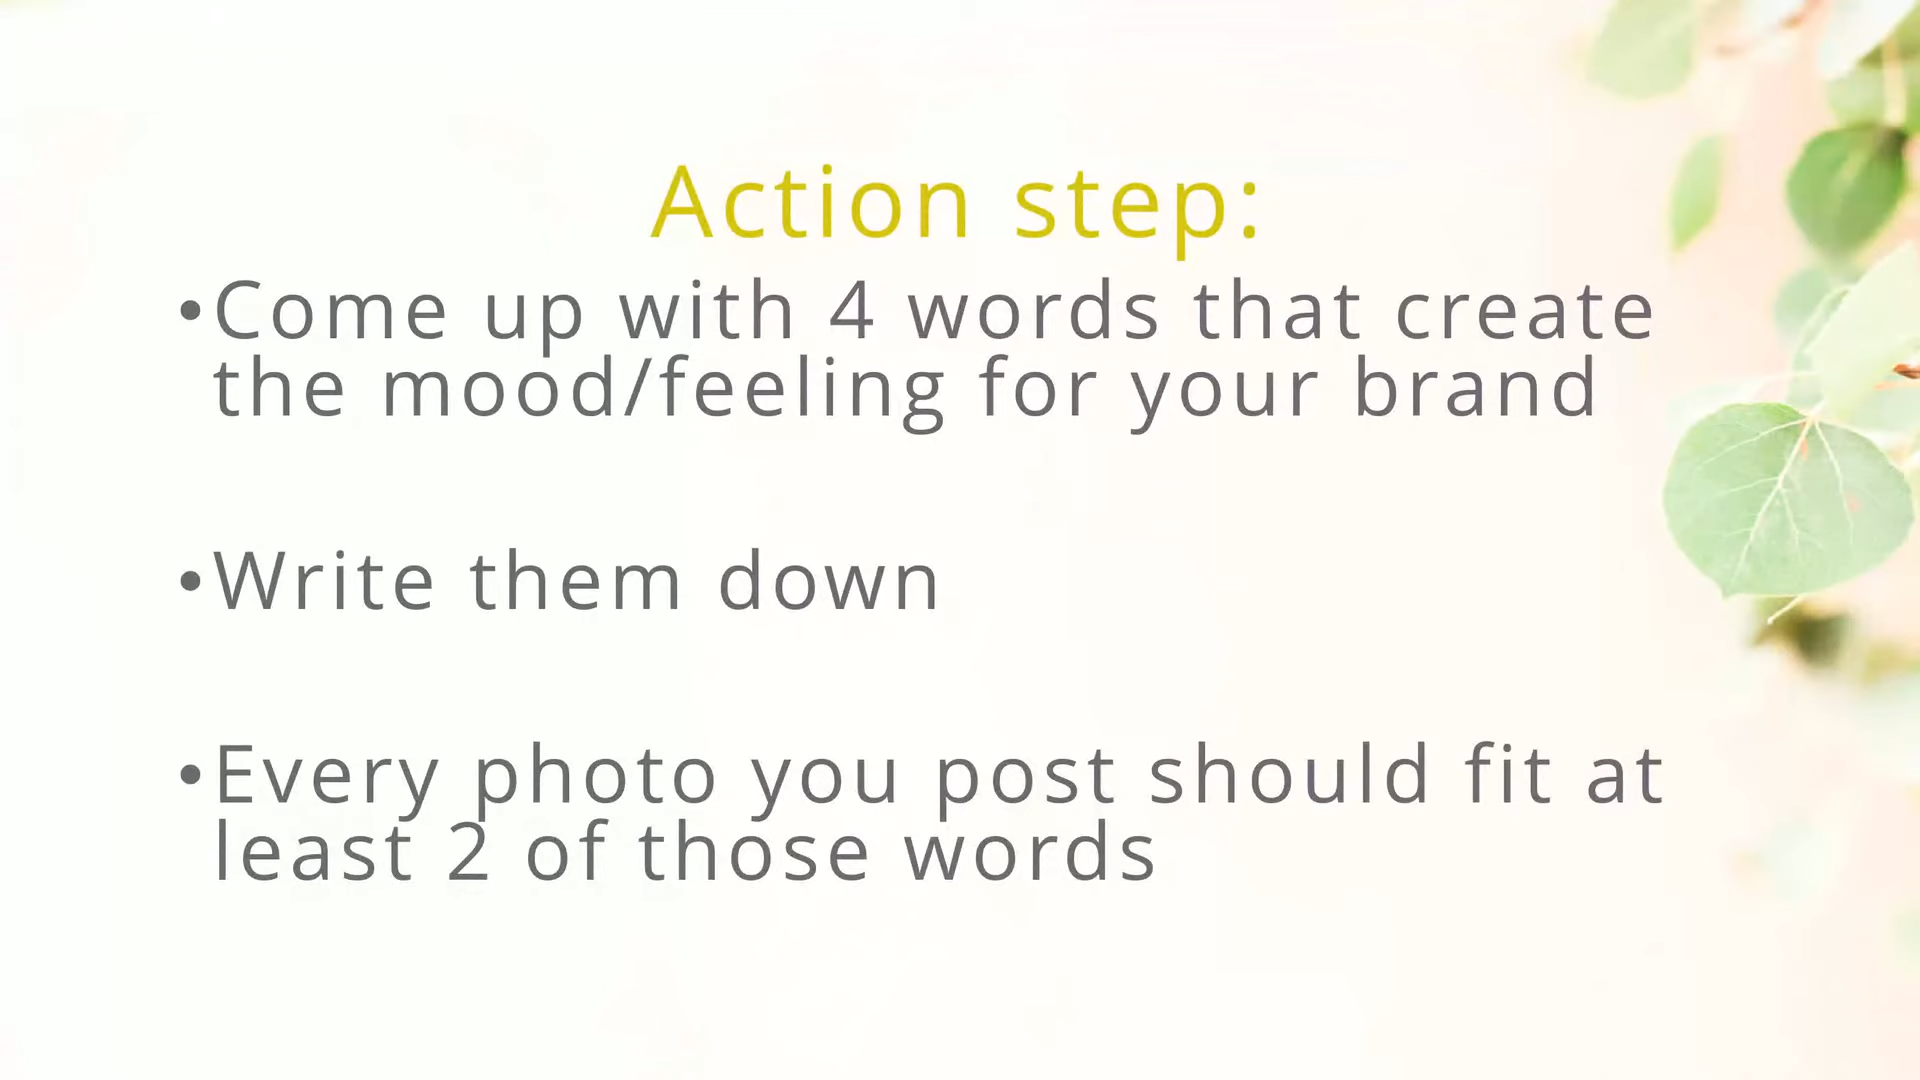 Action step:
•Come up with 4 words that create
the mood/feeling for your brand
•Write them down
•Every photo you post should fit at
least 2 of those words